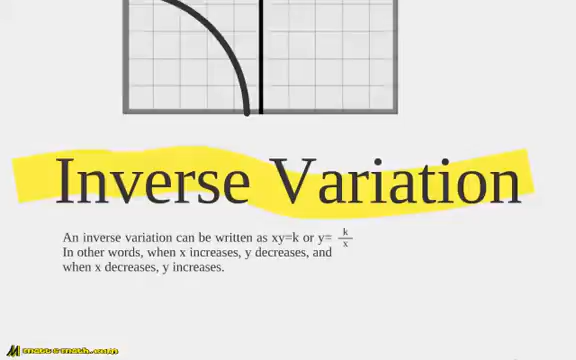 Inverse Variation
An inverse variation can be written as xy=k or y= k/x
In other words, when x increases, y decreases, and
when x decreases, y increases.